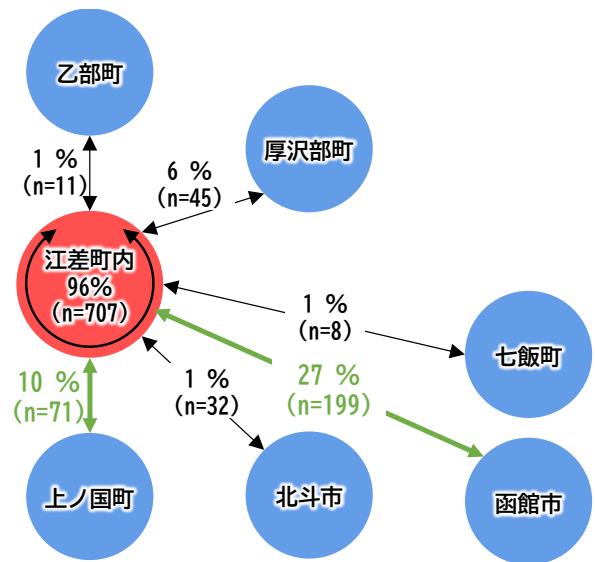 乙部町
厚沢部町
1 %
(n=11)
6 %
(n=45)
江差町内
96%
(n=707)
1 %
(n=8)
七飯町
10 %
(n=71)
1 %
(n=32)
27 %
(n=199)
上ノ国町
北斗市
函館市